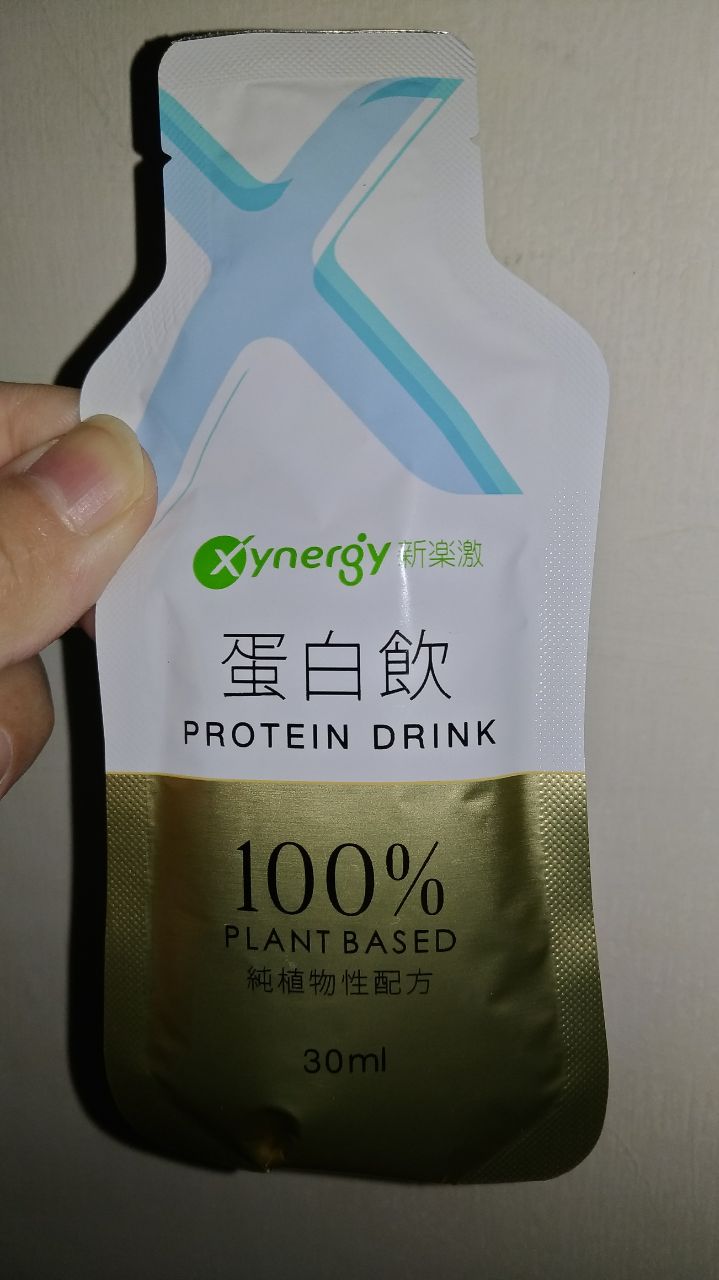 Xynergy 新楽激
蛋白飲
PROTEIN DRINK
100%
PLANT BASED
純植物性配方
30ml